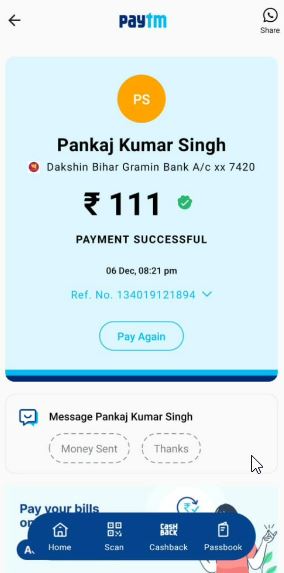 paytm
Share
PS
Pankaj Kumar Singh
Dakshin Bihar Gramin Bank A/c xx 7420
₹ 111
PAYMENT SUCCESSFUL
06 Dec, 08:21 pm
Ref. No. 134019121894
Pay Again
Message Pankaj Kumar Singh
Money Sent
Thanks
Pay your bills
Home
Scan
CASH BACK
Cashback
Passbook